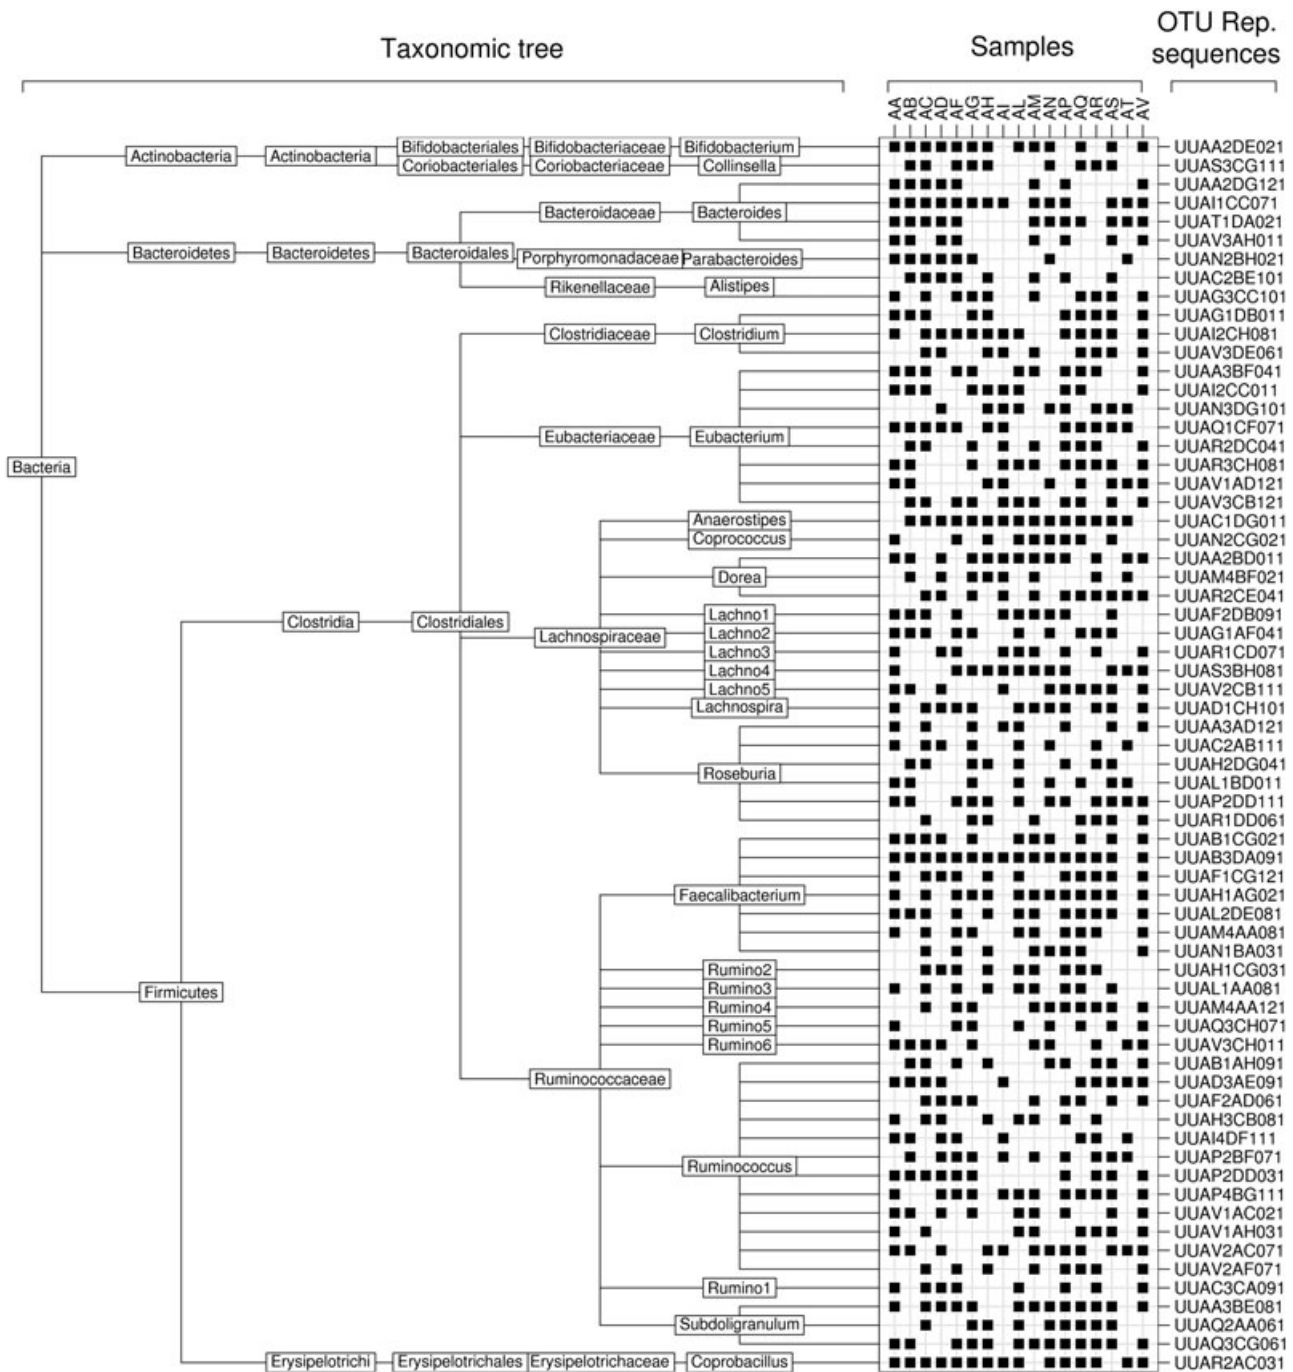 Taxonomic tree
Samples
OTU Rep.
sequences
AA AB AC AD AF AG AH AI AL AM AN AP AQ AR AS AT AV
Actinobacteria Actinobacteria Bifidobacteriales Bifidobacteriaceae Bifidobacterium UUAA2DE021
Coriobacteriales Coriobacteriaceae Collinsella UUAS3CG111
UUAA2DG121
Bacteroidaceae Bacteroides UUAI1CC071
UUAT1DA021
UUAV3AH011
Bacteroidetes Bacteroidetes Bacteroidales Porphyromonadaceae Parabacteroides UUAN2BH021
UUAC2BE101
Rikenellaceae Alistipes UUAG3CC101
UUAG1DB011
Clostridiaceae Clostridium UUAI2CH081
UUAV3DE061
UUAA3BF041
UUAI2CC011
UUAN3DG101
Eubacteriaceae Eubacterium UUAQ1CF071
UUAR2DC041
Bacteria UUAR3CH081
UUAV1AD121
UUAV3CB121
Anaerostipes UUAC1DG011
Coprococcus UUAN2CG021
UUAA2BD011
Dorea UUAM4BF021
UUAR2CE041
Clostridia Clostridiales Lachno1 UUAF2DB091
Lachnospiraceae Lachno2 UUAG1AF041
Lachno3 UUAR1CD071
Lachno4 UUAS3BH081
Lachno5 UUAV2CB111
Lachnospira UUAD1CH101
UUAA3AD121
UUAC2AB111
UUAH2DG041
Roseburia UUAL1BD011
UUAP2DD111
UUAR1DD061
UUAB1CG021
UUAB3DA091
UUAF1CG121
Faecalibacterium UUAH1AG021
UUAL2DE081
UUAM4AA081
UUAN1BA031
Rumino2 UUAH1CG031
Firmicutes Rumino3 UUAL1AA081
Rumino4 UUAM4AA121
Rumino5 UUAQ3CH071
Rumino6 UUAV3CH011
UUAB1AH091
Ruminococcaceae UUAD3AE091
UUAF2AD061
UUAH3CB081
UUAI4DF111
UUAP2BF071
Ruminococcus UUAP2DD031
UUAP4BG111
UUAV1AC021
UUAV1AH031
UUAV2AC071
UUAV2AF071
Rumino1 UUAC3CA091
UUAA3BE081
Subdoligranulum UUAQ2AA061
UUAQ3CG061
Erysipelotrichi Erysipelotrichales Erysipelotrichaceae Coprobacillus UUAR2AC031